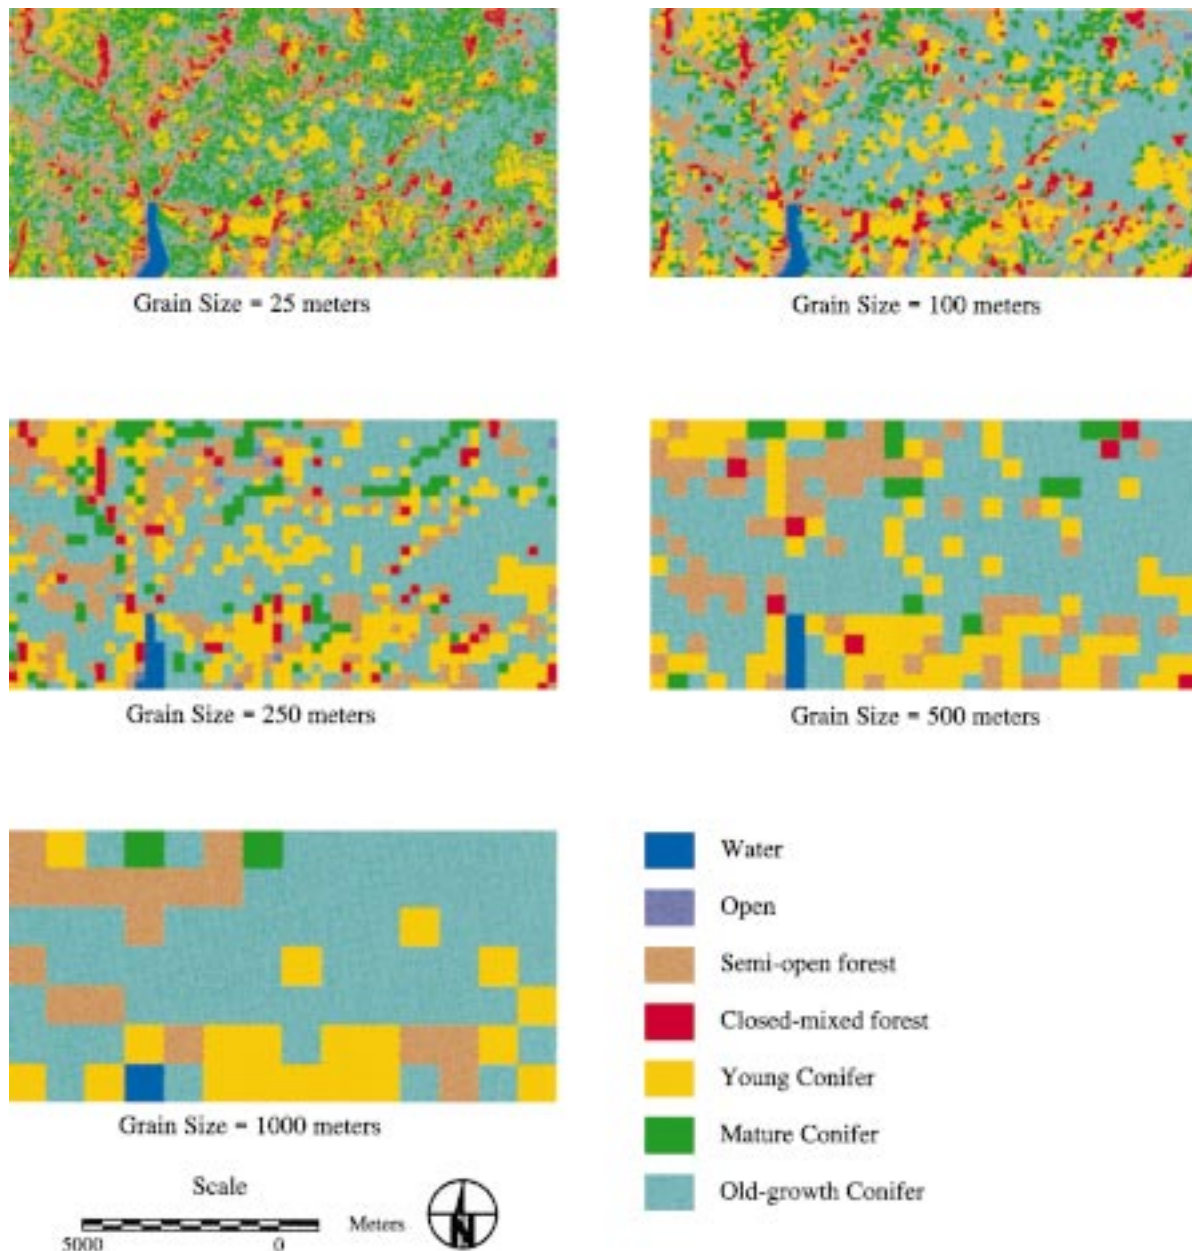 Grain Size = 25 meters
Grain Size = 100 meters
Grain Size = 250 meters
Grain Size = 500 meters
Grain Size = 1000 meters
Water
Open
Semi-open forest
Closed-mixed forest
Young Conifer
Mature Conifer
Old-growth Conifer
Scale
Meters
N
5000 0